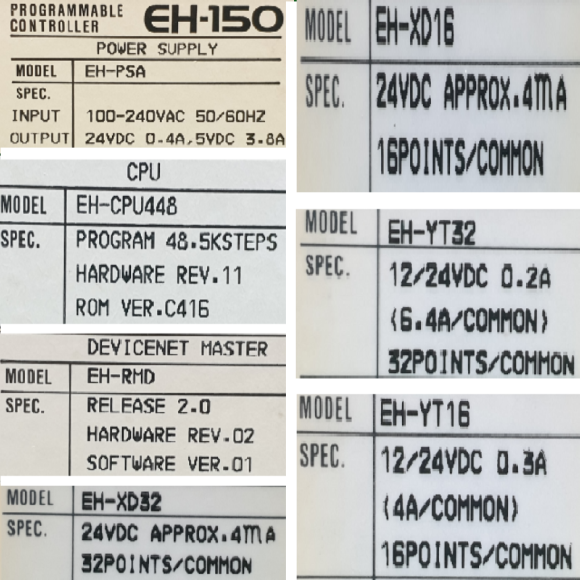 PROGRAMMABLE CONTROLLER EH-150
POWER SUPPLY
MODEL EH-PSA
SPEC.
INPUT 100-240VAC 50/60HZ
OUTPUT 24VDC 0.4A,5VDC 3.8A
CPU
MODEL EH-CPU448
SPEC. PROGRAM 48.5KSTEPS
HARDWARE REV.11
ROM VER.C416
DEVICENET MASTER
MODEL EH-RMD
SPEC. RELEASE 2.0
HARDWARE REV.02
SOFTWARE VER.01
MODEL EH-XD32
SPEC. 24VDC APPROX.4mA
32POINTS/COMMON
MODEL EH-XD16
SPEC. 24VDC APPROX.4mA
16POINTS/COMMON
MODEL EH-YT32
SPEC. 12/24VDC 0.2A
(6.4A/COMMON)
32POINTS/COMMON
MODEL EH-YT16
SPEC. 12/24VDC 0.3A
(4A/COMMON)
16POINTS/COMMON